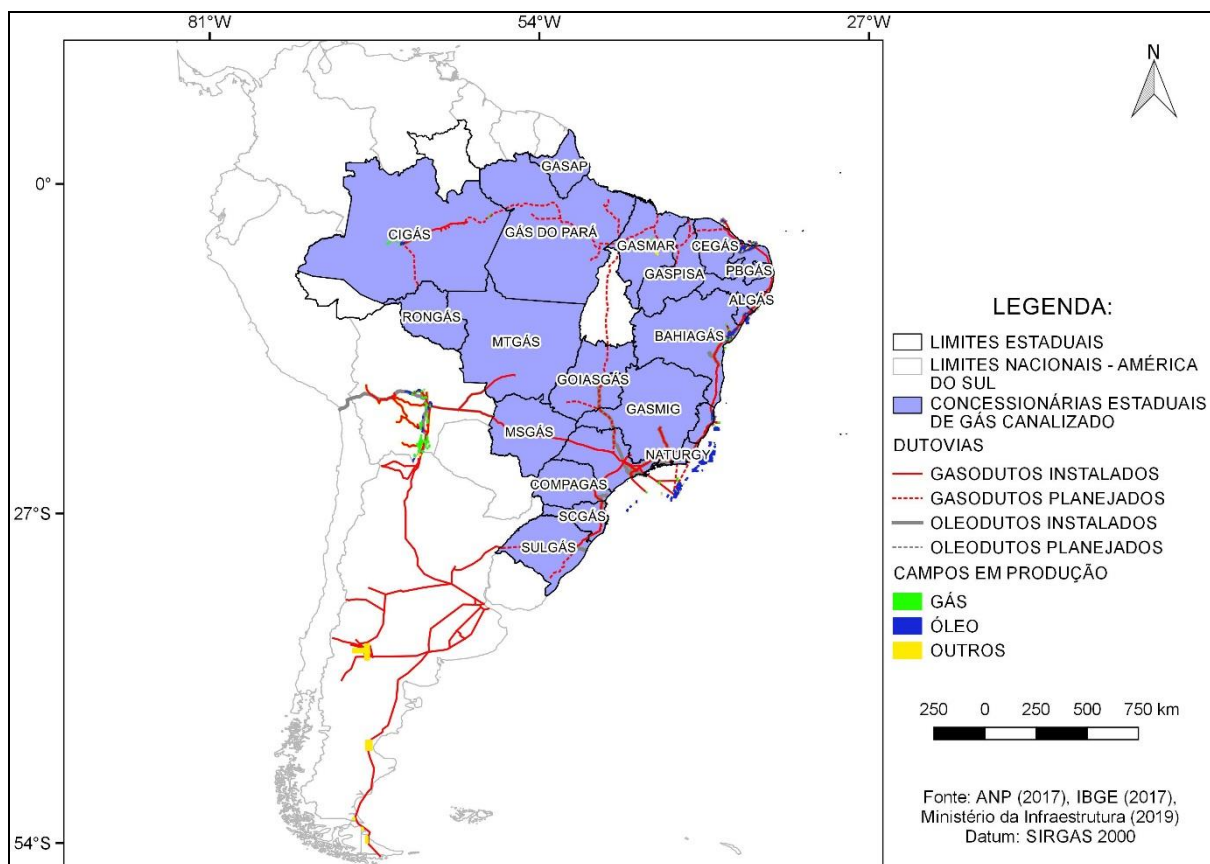 81°W
54°W
27°W
N
0°
27°S
54°S
GASAP
CIGÁS
GÁS DO PARÁ
GASMAR
CEGÁS
GASPISA
PBGÁS
ALGÁS
RONGÁS
BAHIAGÁS
MTGÁS
GOIASGÁS
GASMIG
MSGÁS
NATURGY
COMPAGÁS
SCGÁS
SULGÁS
LEGENDA:
LIMITES ESTADUAIS
LIMITES NACIONAIS - AMÉRICA
DO SUL
CONCESSIONÁRIAS ESTADUAIS
DE GÁS CANALIZADO
DUTOVIAS
GASODUTOS INSTALADOS
GASODUTOS PLANEJADOS
OLEODUTOS INSTALADOS
OLEODUTOS PLANEJADOS
CAMPOS EM PRODUÇÃO
GÁS
ÓLEO
OUTROS
250 0 250 500 750 km
Fonte: ANP (2017), IBGE (2017),
Ministério da Infraestrutura (2019)
Datum: SIRGAS 2000